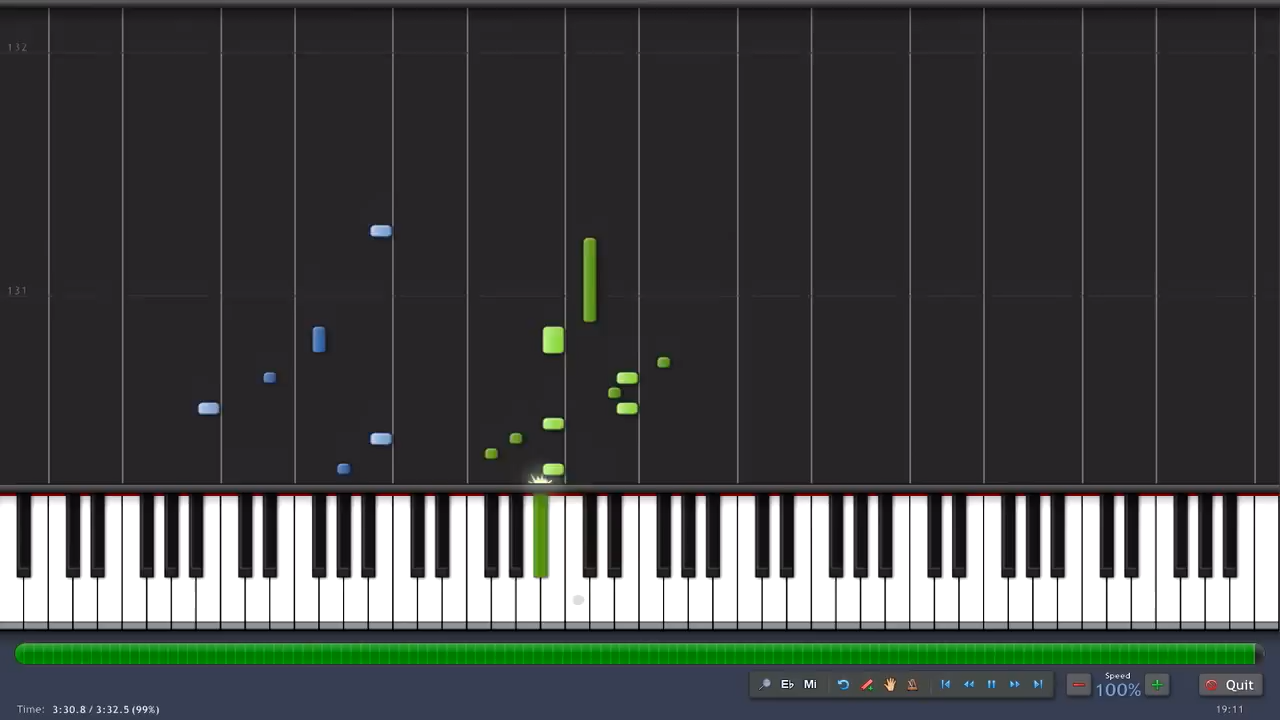 132
131
E♭ Mi
Speed
100%
Quit
Time: 3:30.8 / 3:32.5 (99%)
19:11